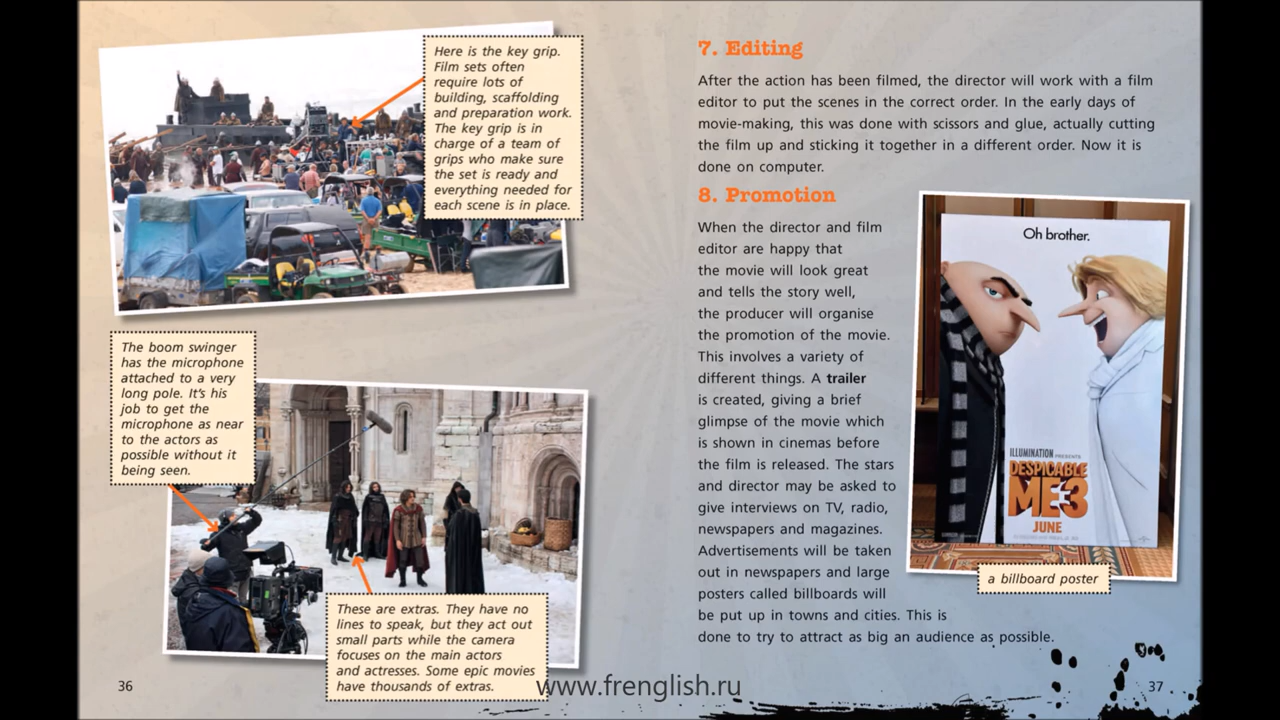 Here is the key grip.
Film sets often
require lots of
building, scaffolding
and preparation work.
The key grip is in
charge of a team of
grips who make sure
the set is ready and
everything needed for
each scene is in place.
The boom swinger
has the microphone
attached to a very
long pole. It's his
job to get the
microphone as near
to the actors as
possible without it
being seen.
These are extras. They have no
lines to speak, but they act out
small parts while the camera
focuses on the main actors
and actresses. Some epic movies
have thousands of extras.
36
7. Editing
After the action has been filmed, the director will work with a film
editor to put the scenes in the correct order. In the early days of
movie-making, this was done with scissors and glue, actually cutting
the film up and sticking it together in a different order. Now it is
done on computer.
8. Promotion
When the director and film
editor are happy that
the movie will look great
and tells the story well,
the producer will organise
the promotion of the movie.
This involves a variety of
different things. A trailer
is created, giving a brief
glimpse of the movie which
is shown in cinemas before
the film is released. The stars
and director may be asked to
give interviews on TV, radio,
newspapers and magazines.
Advertisements will be taken
out in newspapers and large
posters called billboards will
be put up in towns and cities. This is
done to try to attract as big an audience as possible.
Oh brother.
ILLUMINATION PRESENTS
DESPICABLE
ME3
JUNE
a billboard poster
37
www.frenglish.ru